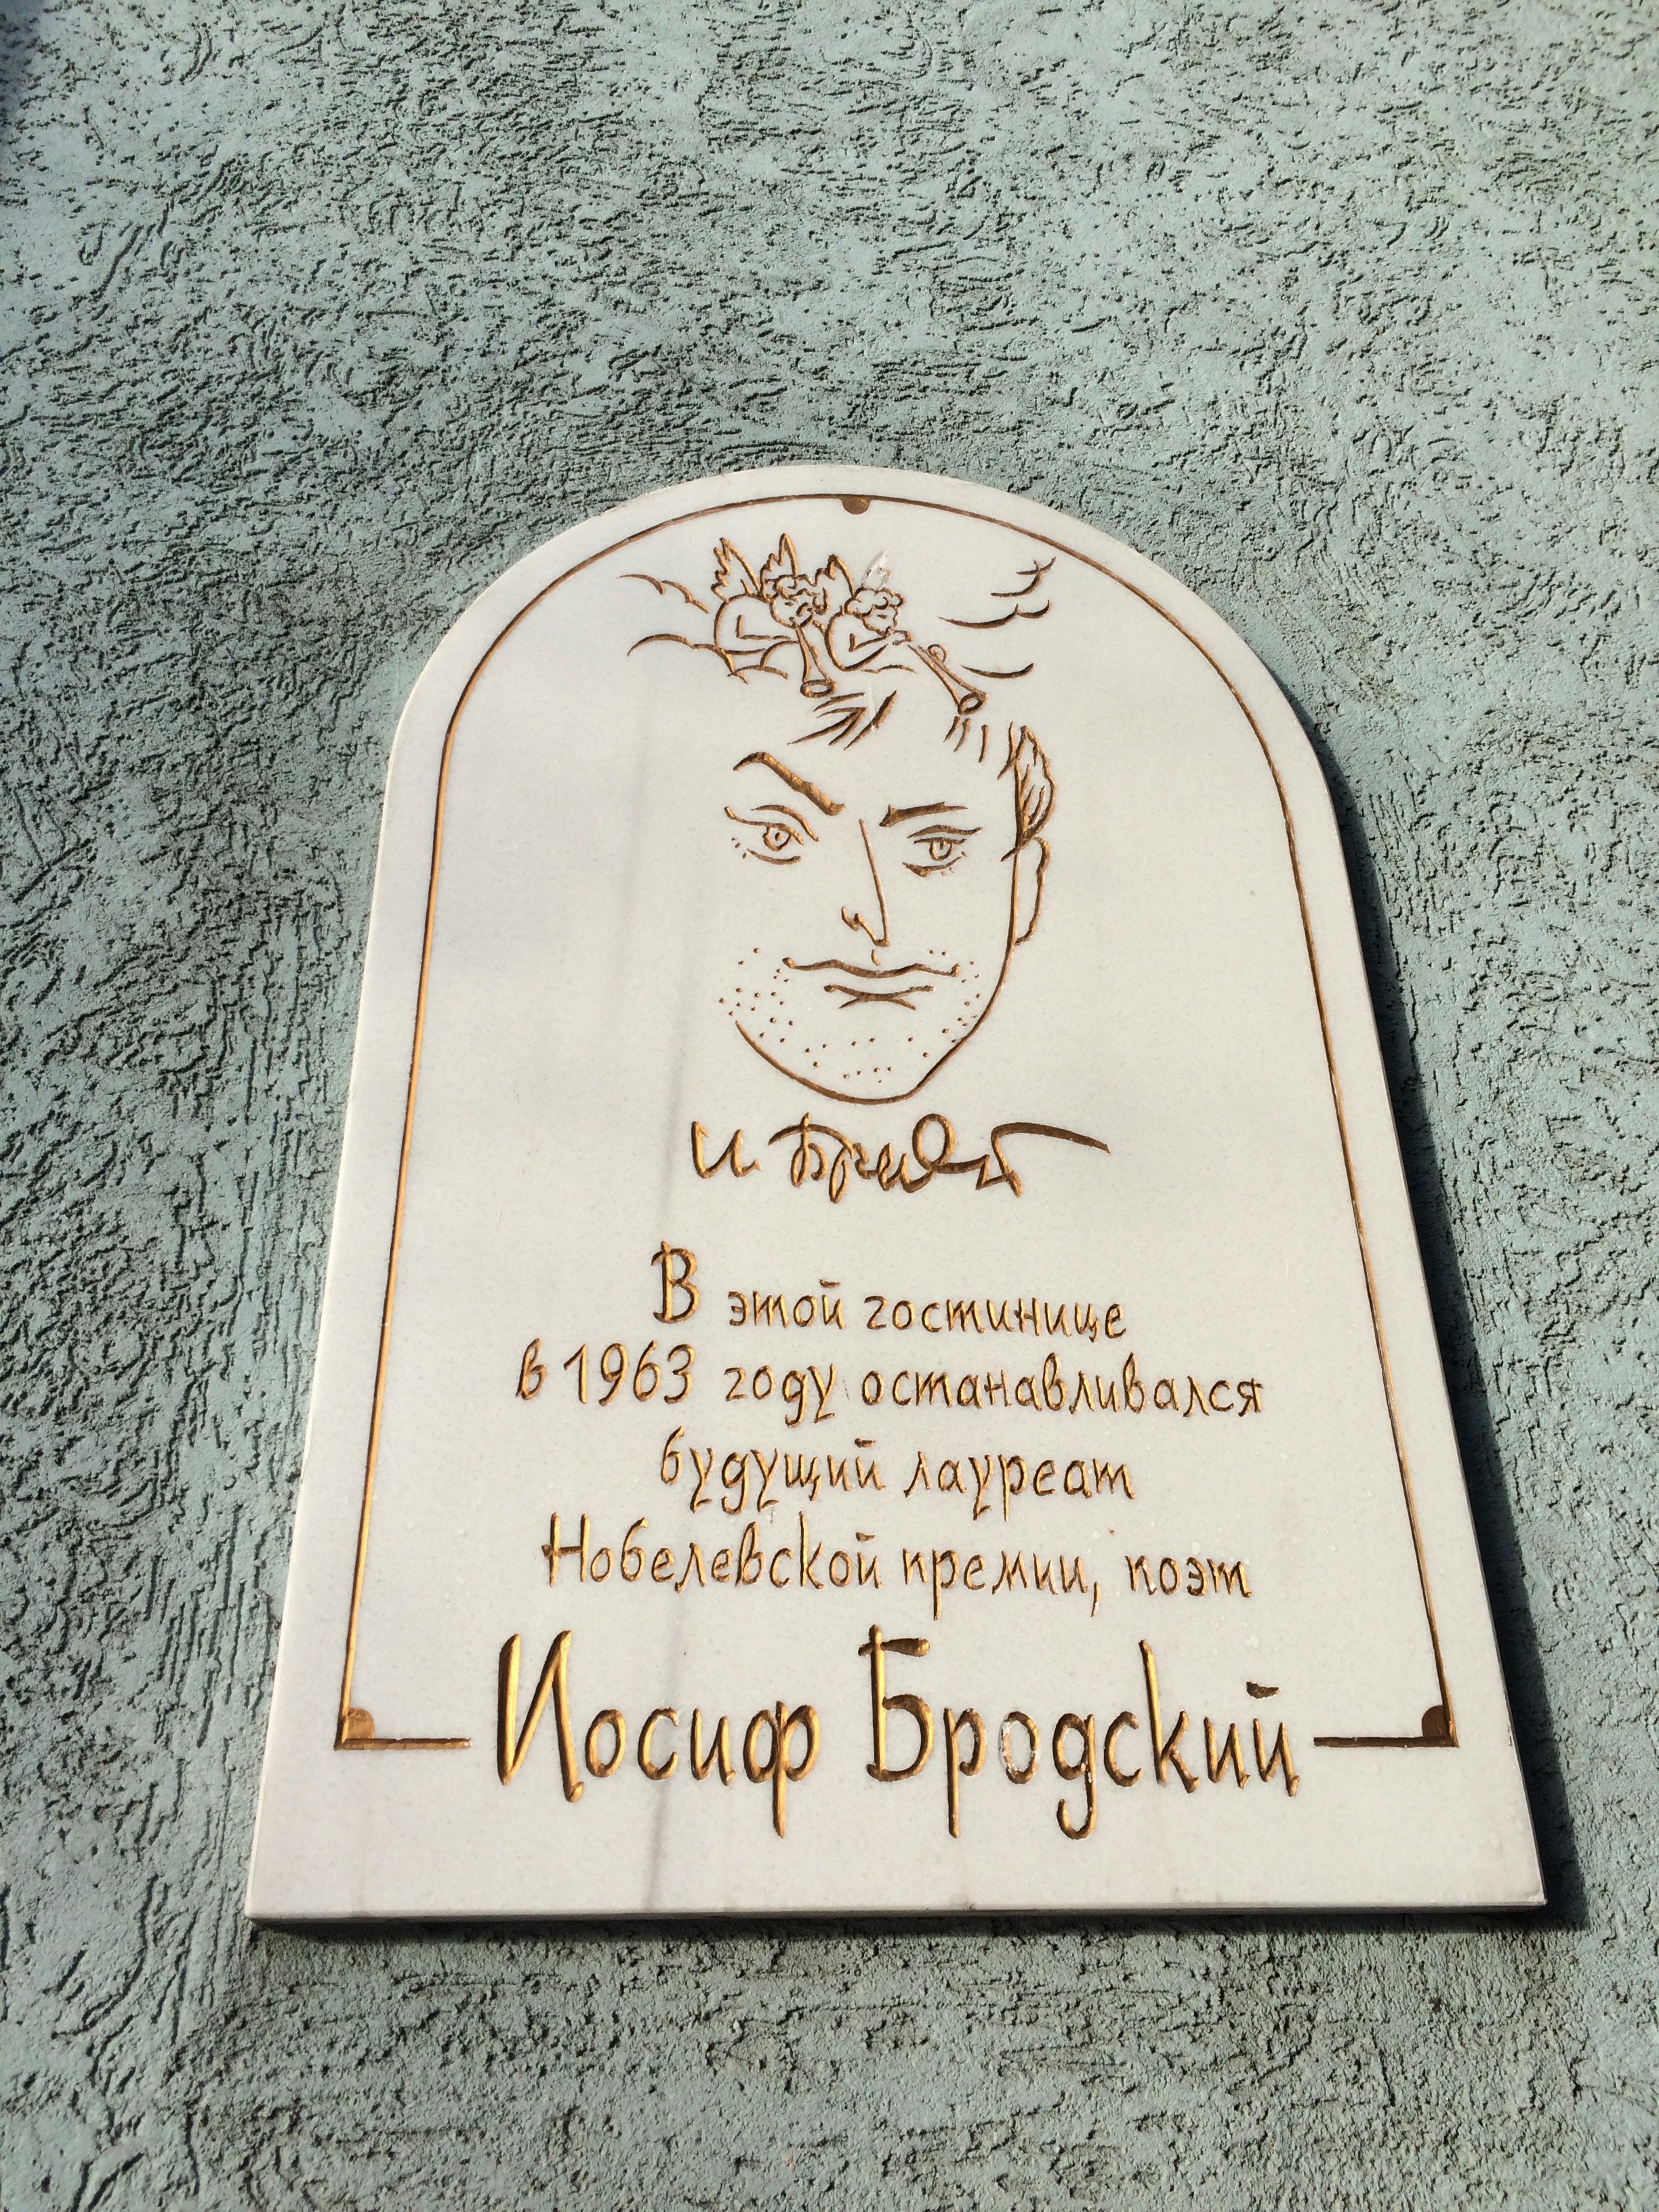 В этой гостинице
в 1963 году останавливался
будущий лауреат
Нобелевской премии, поэт
Иосиф Бродский